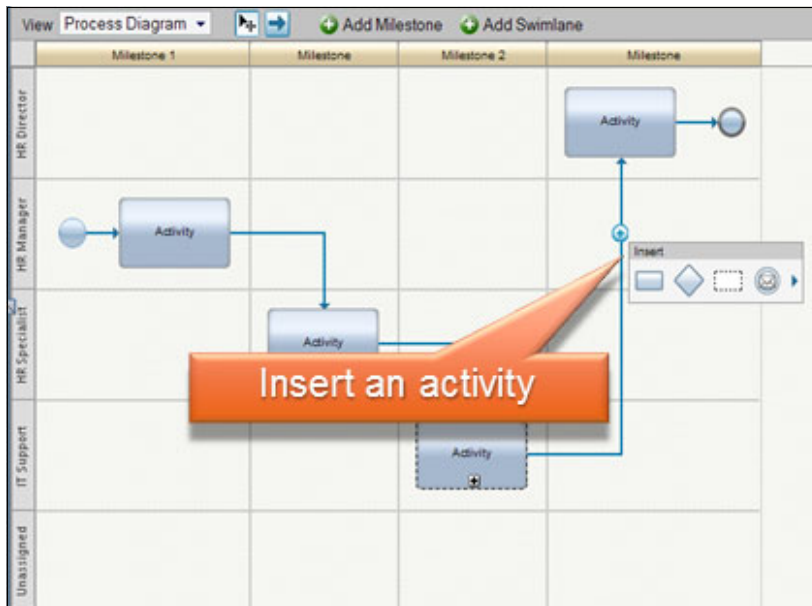 View Process Diagram Add Milestone Add Swimlane
Milestone 1 Milestone Milestone 2 Milestone
HR Director
Activity
HR Manager
Activity
Insert
HR Specialist
Activity
Insert an activity
IT Support
Activity
Unassigned